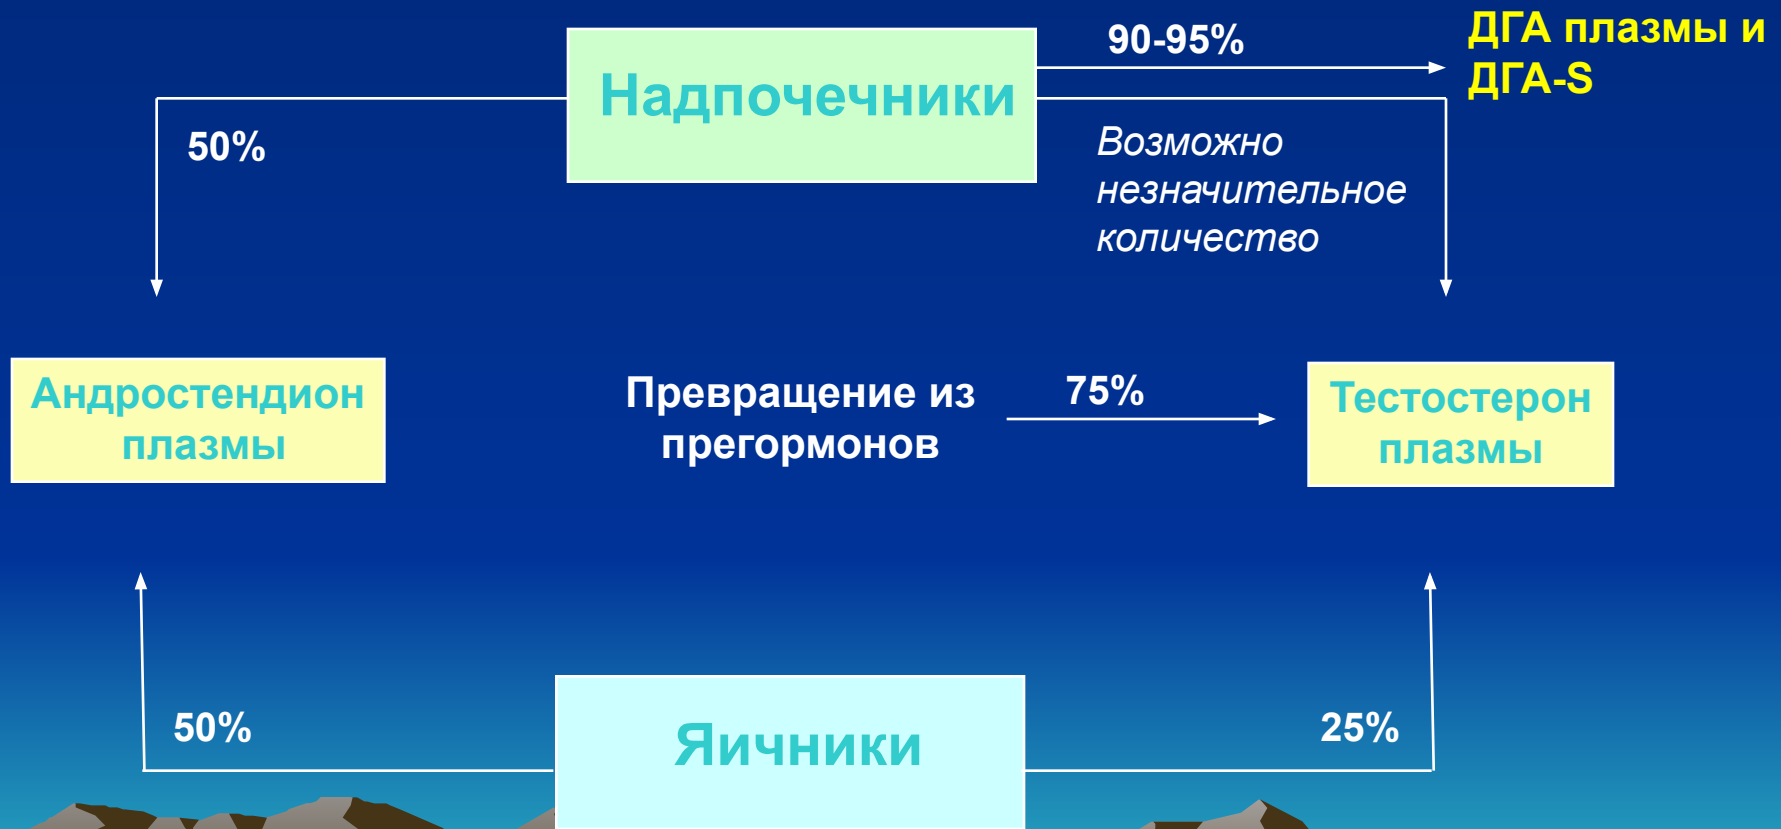 90-95%
ДГА плазмы и
ДГА-S
Надпочечники
50%
Возможно
незначительное
количество
Андростендион
плазмы
Превращение из
прегормонов
75%
Тестостерон
плазмы
50%
Яичники
25%